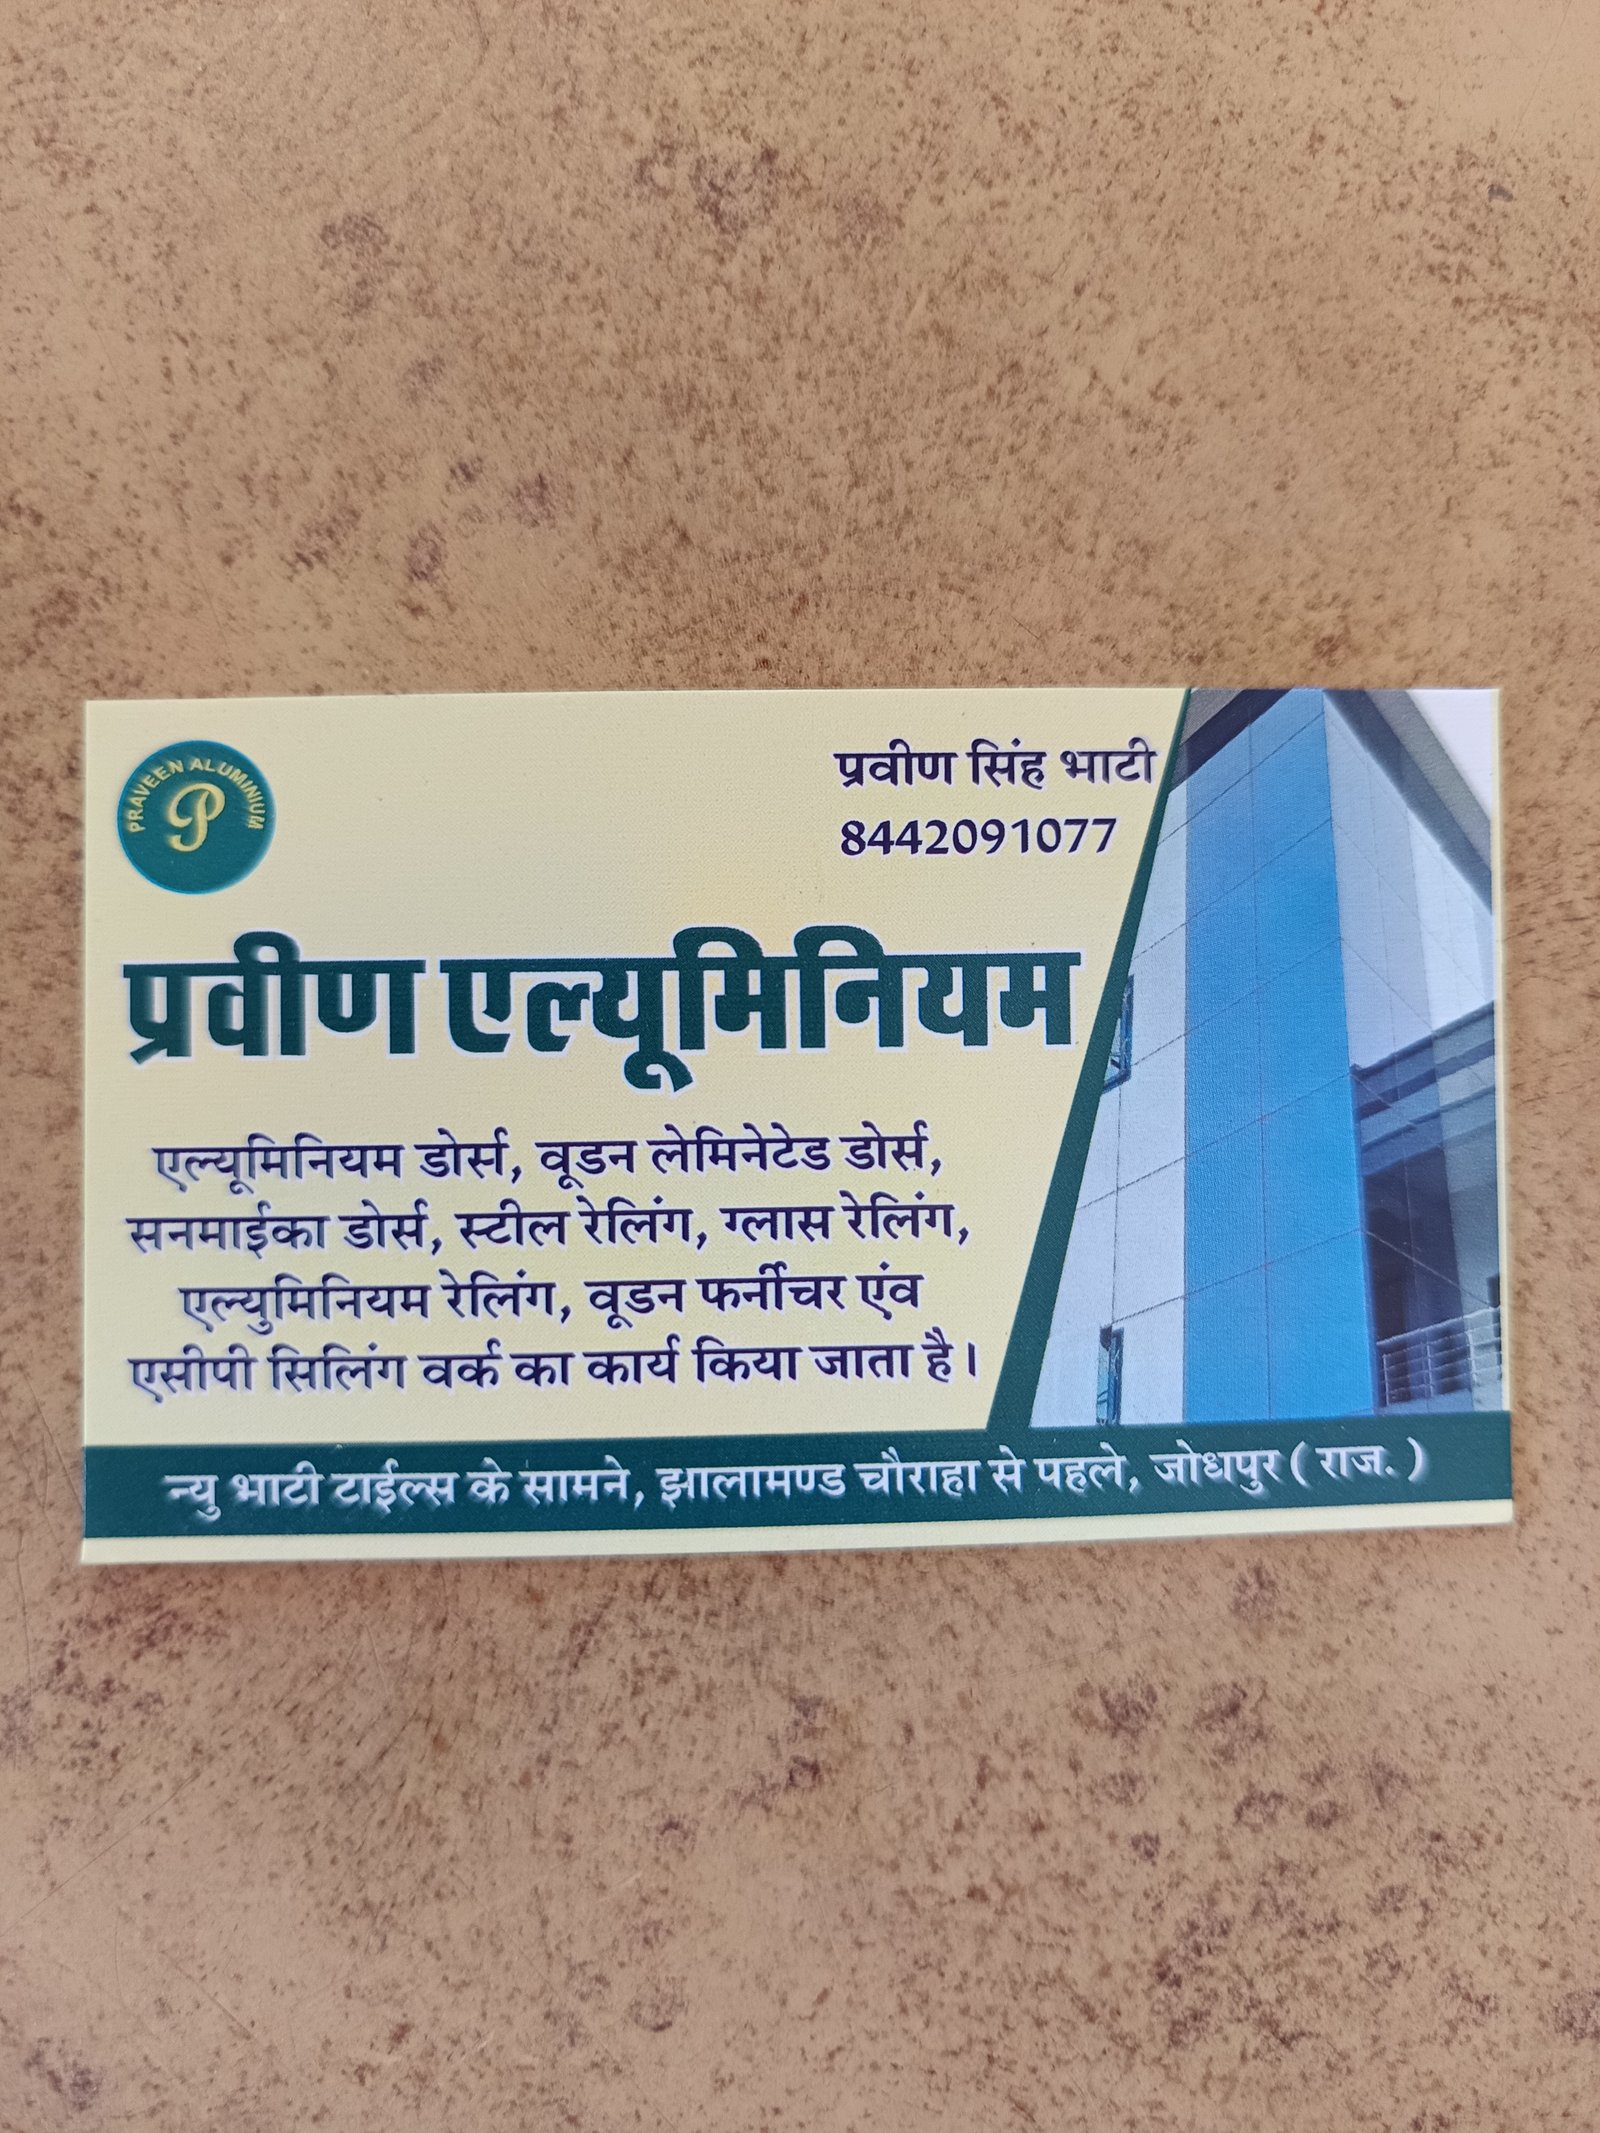 PRAVEEN ALUMINIUM
P
प्रवीण सिंह भाटी
8442091077
प्रवीण एल्यूमिनियम
एल्यूमिनियम डोर्स, वूडन लेमिनेटेड डोर्स,
सनमाईका डोर्स, स्टील रेलिंग, ग्लास रेलिंग,
एल्युमिनियम रेलिंग, वूडन फर्नीचर एंव
एसीपी सिलिंग वर्क का कार्य किया जाता है।
न्यु भाटी टाईल्स के सामने, झालामण्ड चौराहा से पहले, जोधपुर ( राज. )